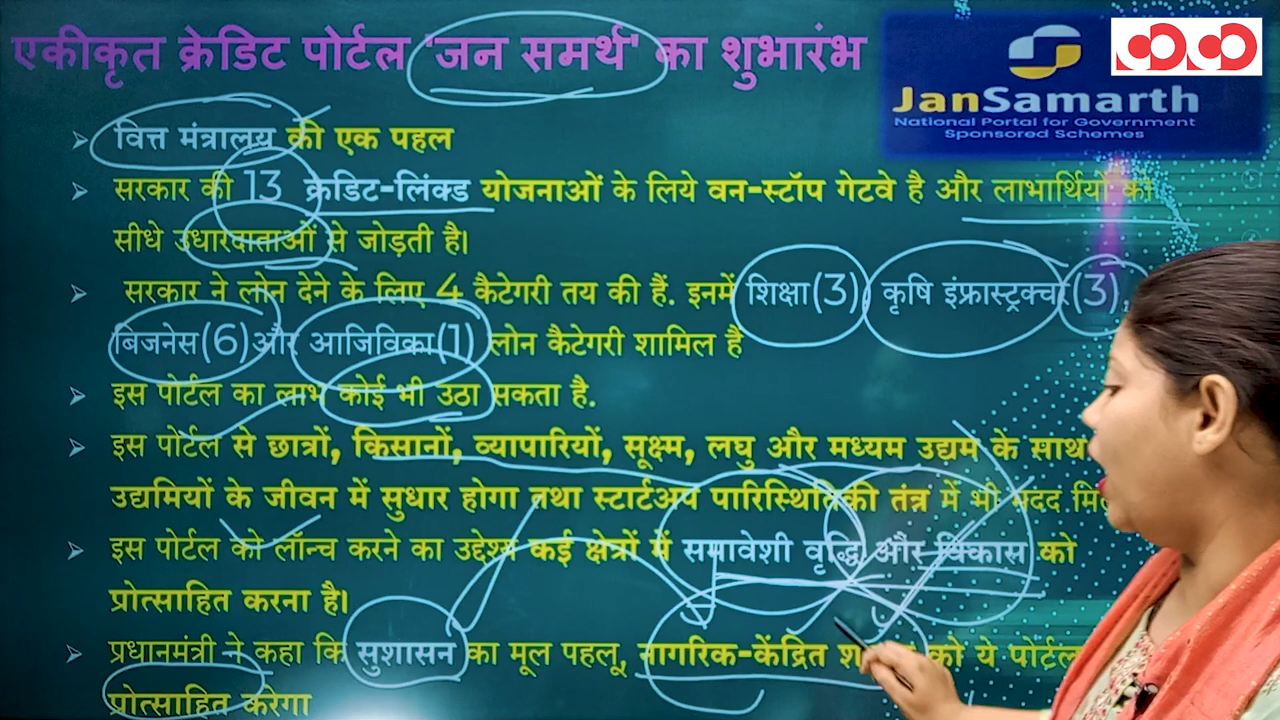 एकीकृत क्रेडिट पोर्टल 'जन समर्थ' का शुभारंभ
JanSamarth
National Portal for Government
Sponsored Schemes
वित्त मंत्रालय की एक पहल
सरकार की 13 क्रेडिट-लिंक्ड योजनाओं के लिये वन-स्टॉप गेटवे है और लाभार्थियों को
सीधे उधारदाताओं से जोड़ती है।
सरकार ने लोन देने के लिए 4 कैटेगरी तय की हैं. इनमें शिक्षा(3) कृषि इंफ्रास्ट्रक्चर(3),
बिजनेस(6)और आजिविका(1) लोन कैटेगरी शामिल है
इस पोर्टल का लाभ कोई भी उठा सकता है.
इस पोर्टल से छात्रों, किसानों, व्यापारियों, सूक्ष्म, लघु और मध्यम उद्यम के साथ
उद्यमियों के जीवन में सुधार होगा तथा स्टार्टअप पारिस्थितिकी तंत्र में भी मदद
इस पोर्टल को लॉन्च करने का उद्देश्य कई क्षेत्रों में समावेशी वृद्धि और विकास को
प्रोत्साहित करना है।
प्रधानमंत्री ने कहा कि सुशासन का मूल पहलू, नागरिक-केंद्रित को ये पोर्टल
प्रोत्साहित करेगा